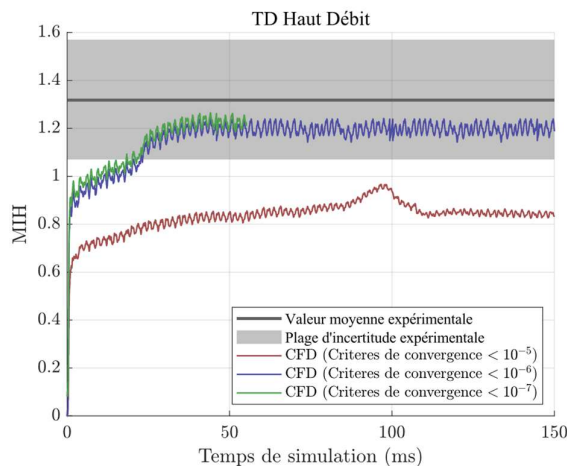 TD Haut Débit
1.6
1.4
1.2
1
0.8
0.6
0.4
0.2
0
MIH
Valeur moyenne expérimentale
Plage d'incertitude expérimentale
CFD (Criteres de convergence < 10⁻⁵)
CFD (Criteres de convergence < 10⁻⁶)
CFD (Criteres de convergence < 10⁻⁷)
0 50 100 150
Temps de simulation (ms)